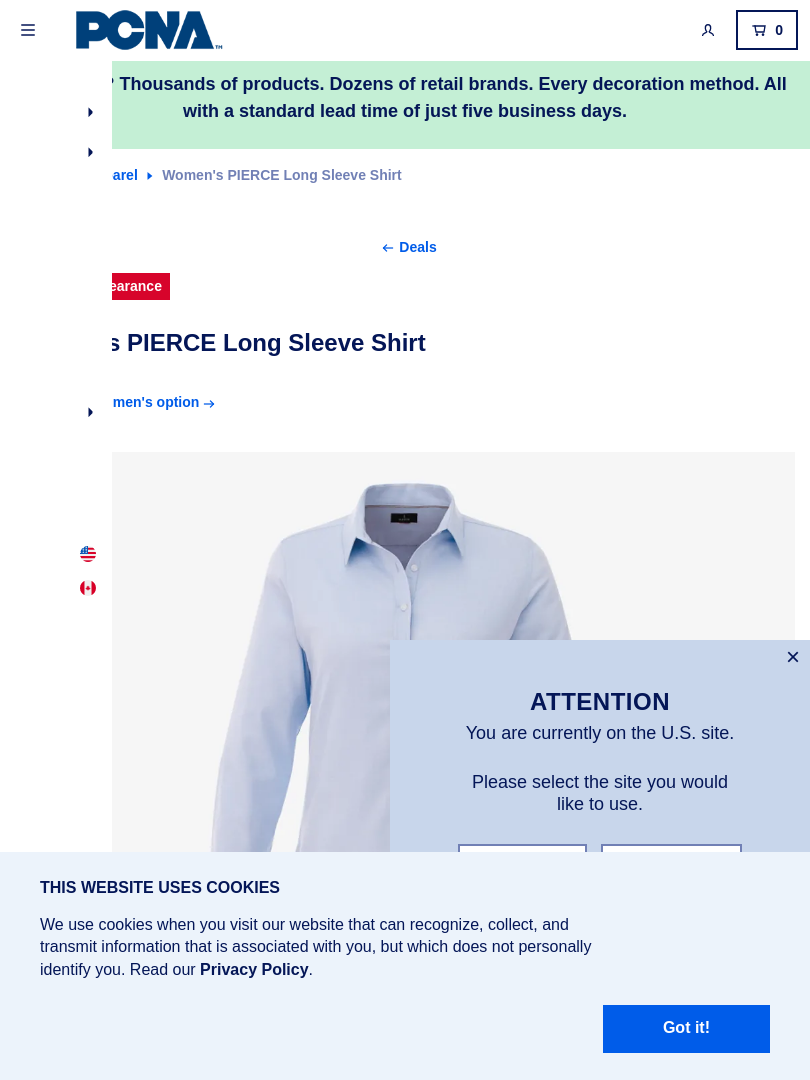 PCNA™
0
? Thousands of products. Dozens of retail brands. Every decoration method. All
with a standard lead time of just five business days.
arel Women's PIERCE Long Sleeve Shirt
Deals
earance
s PIERCE Long Sleeve Shirt
men's option
ATTENTION
You are currently on the U.S. site.
Please select the site you would
like to use.
THIS WEBSITE USES COOKIES
We use cookies when you visit our website that can recognize, collect, and
transmit information that is associated with you, but which does not personally
identify you. Read our Privacy Policy.
Got it!